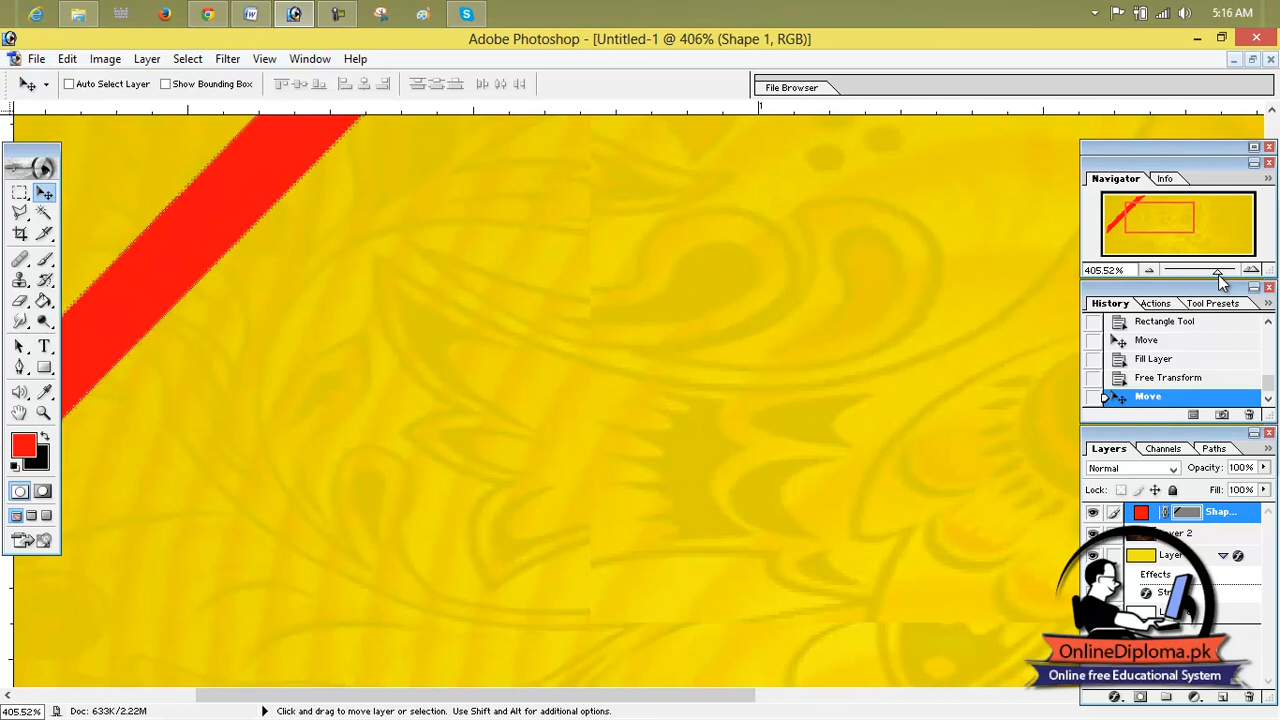 5:16 AM
Adobe Photoshop - [Untitled-1 @ 406% (Shape 1, RGB)]
File Edit Image Layer Select Filter View Window Help
Auto Select Layer Show Bounding Box
File Browser
1
Navigator Info
405.52%
History Actions Tool Presets
Rectangle Tool
Move
Fill Layer
Free Transform
Move
Layers Channels Paths
Normal Opacity: 100%
Lock: Fill: 100%
Shap...
Layer
Effects
OnlineDiploma.pk
Online free Educational System
405.52% Doc: 633K/2.22M Click and drag to move layer or selection. Use Shift and Alt for additional options.